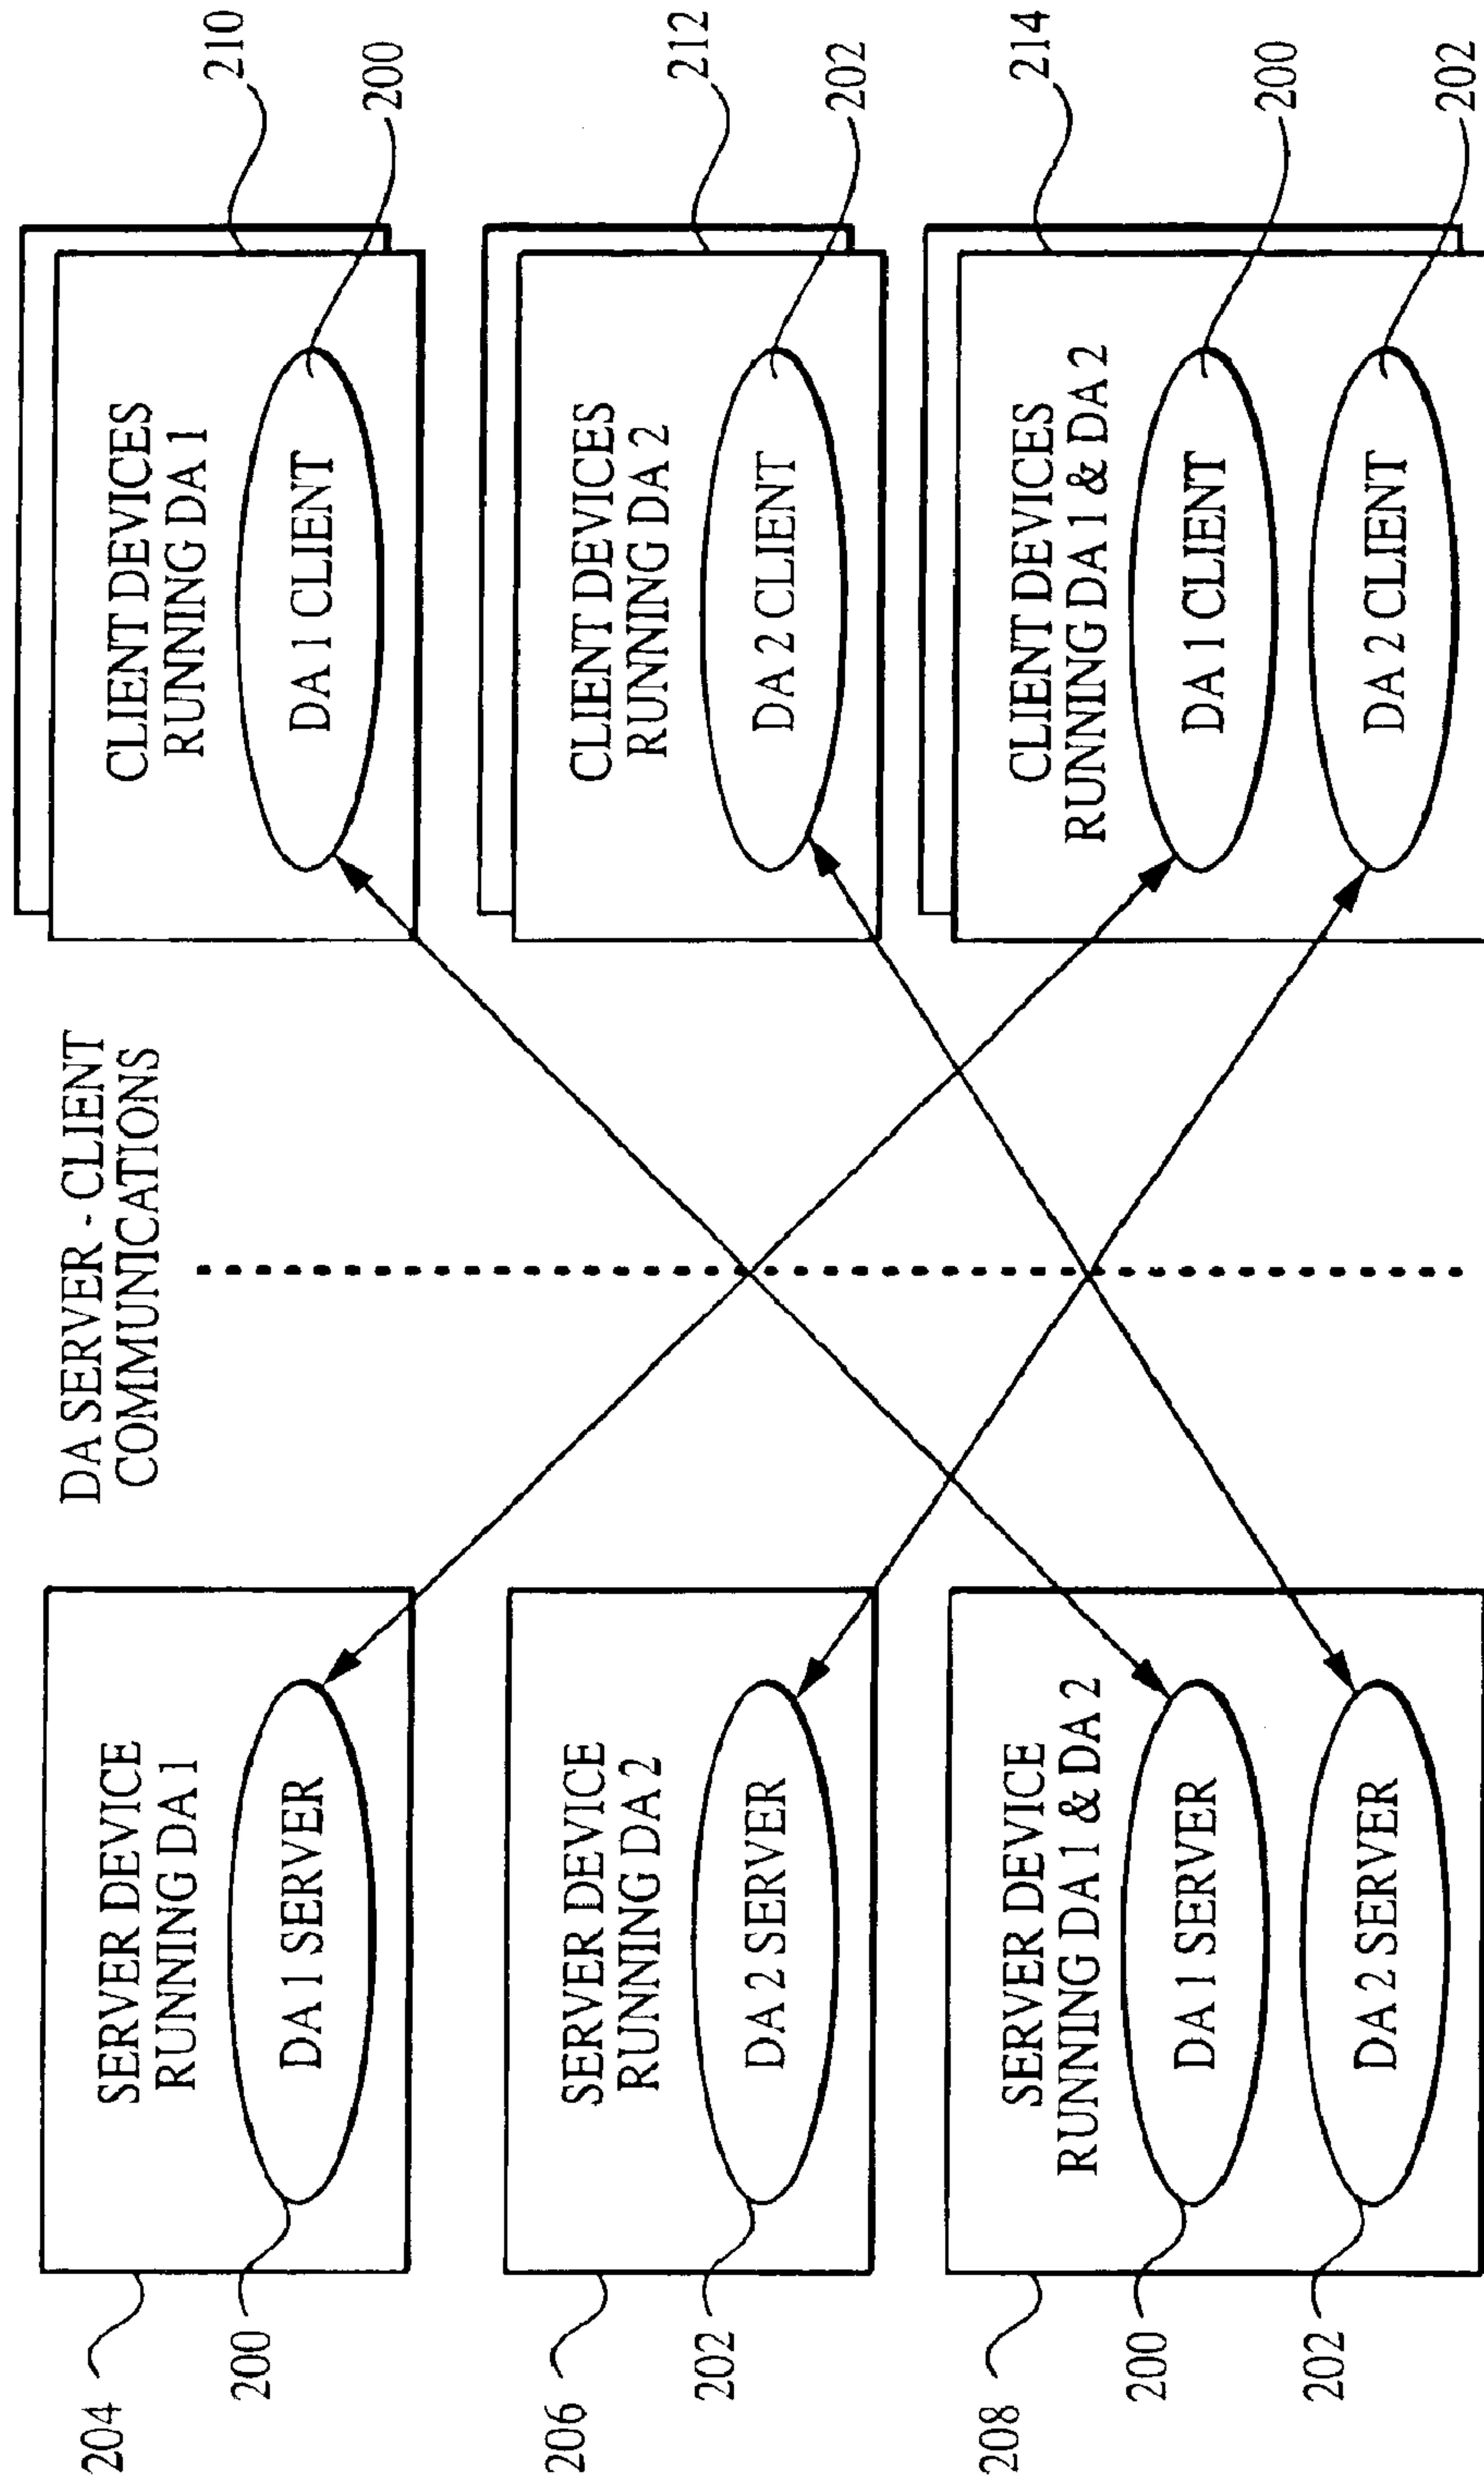 DA SERVER - CLIENT
COMMUNICATIONS
204
SERVER DEVICE
RUNNING DA 1
DA 1 SERVER
200
206
SERVER DEVICE
RUNNING DA 2
DA 2 SERVER
202
208
SERVER DEVICE
RUNNING DA 1 & DA 2
DA 1 SERVER
200
DA 2 SERVER
202
210
CLIENT DEVICES
RUNNING DA 1
DA 1 CLIENT
200
212
CLIENT DEVICES
RUNNING DA 2
DA 2 CLIENT
202
214
CLIENT DEVICES
RUNNING DA 1 & DA 2
DA 1 CLIENT
200
DA 2 CLIENT
202